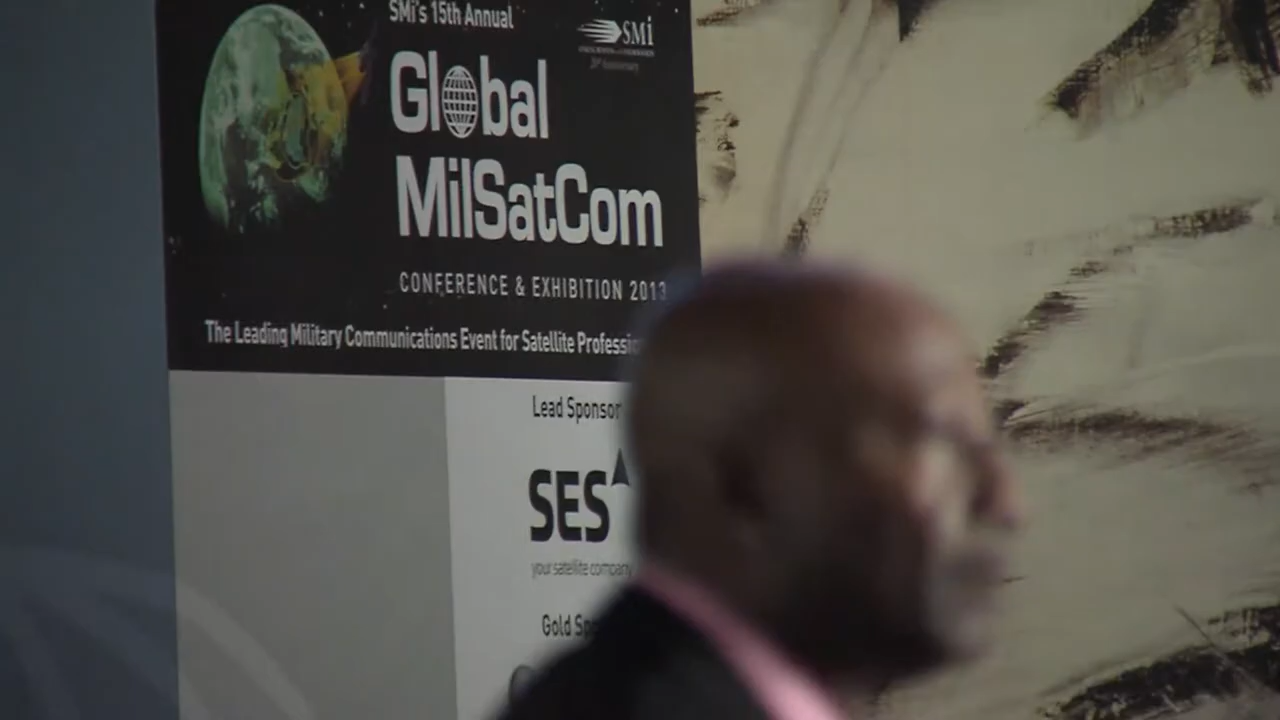 SMi's 15th Annual
SMi
Global
MilSatCom
CONFERENCE & EXHIBITION 2013
The Leading Military Communications Event for Satellite
Lead Sponsor
SES
your satellite company
Gold